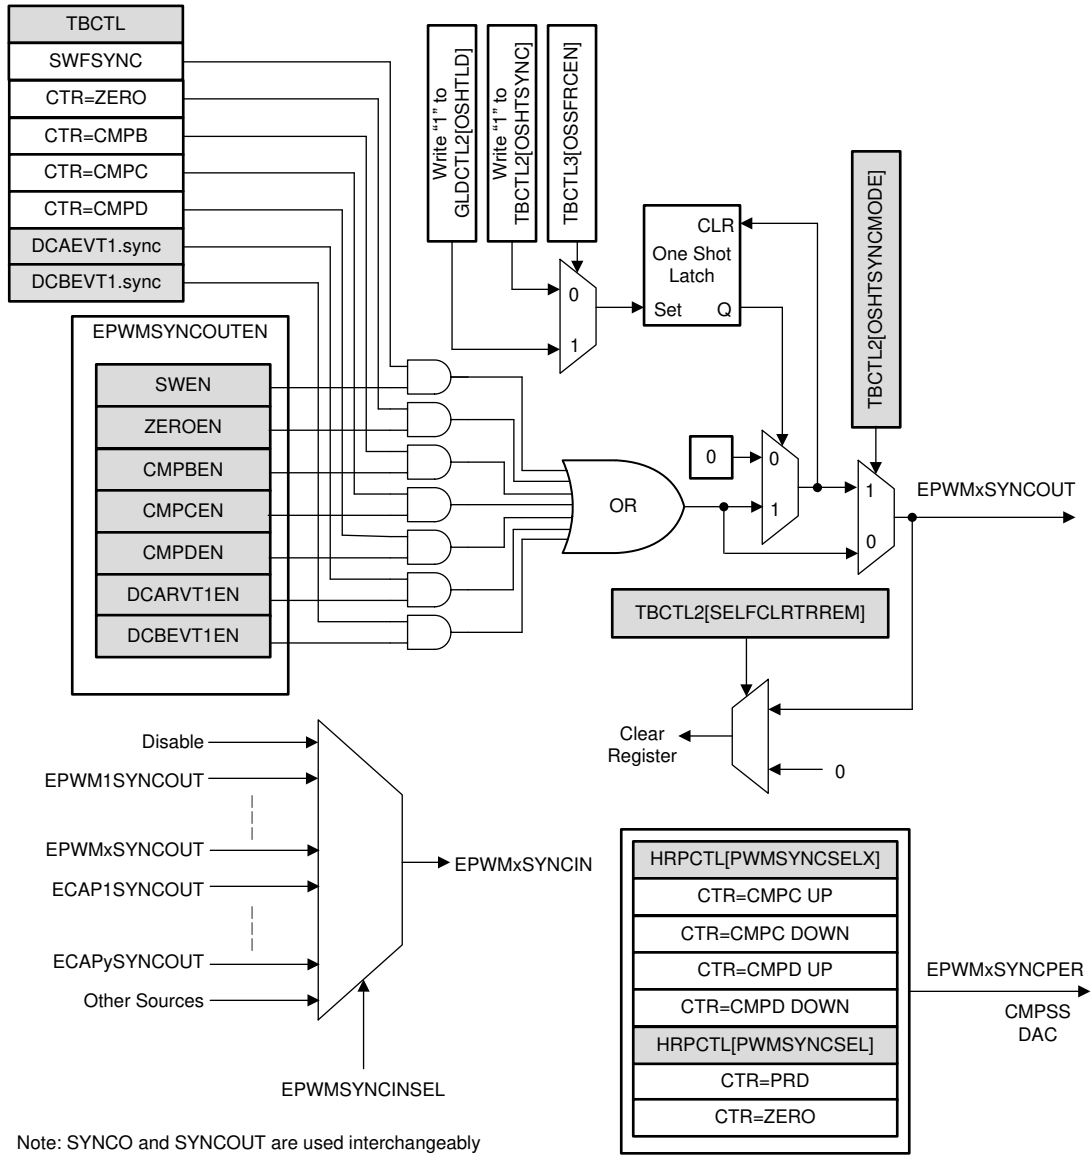 TBCTL
SWFSYNC
CTR=ZERO
CTR=CMPB
CTR=CMPC
CTR=CMPD
DCAEVT1.sync
DCBEVT1.sync
EPWMSYNCOUTEN
SWEN
ZEROEN
CMPBEN
CMPCEN
CMPDEN
DCARVT1EN
DCBEVT1EN
Write “1” to
GLDCTL2[OSHTLD]
Write “1” to
TBCTL2[OSHTSYNC]
TBCTL3[OSSFRCEN]
0
1
CLR
One Shot
Latch
Set Q
TBCTL2[OSHTSYNCMODE]
OR
0
0
1
1
0
EPWMxSYNCOUT
TBCTL2[SELFCLRTRREM]
Clear
Register
0
Disable
EPWM1SYNCOUT
EPWMxSYNCOUT
ECAP1SYNCOUT
ECAPySYNCOUT
Other Sources
EPWMxSYNCIN
EPWMSYNCINSEL
HRPCTL[PWMSYNCSELX]
CTR=CMPC UP
CTR=CMPC DOWN
CTR=CMPD UP
CTR=CMPD DOWN
HRPCTL[PWMSYNCSEL]
CTR=PRD
CTR=ZERO
EPWMxSYNCPER
CMPSS
DAC
Note: SYNCO and SYNCOUT are used interchangeably